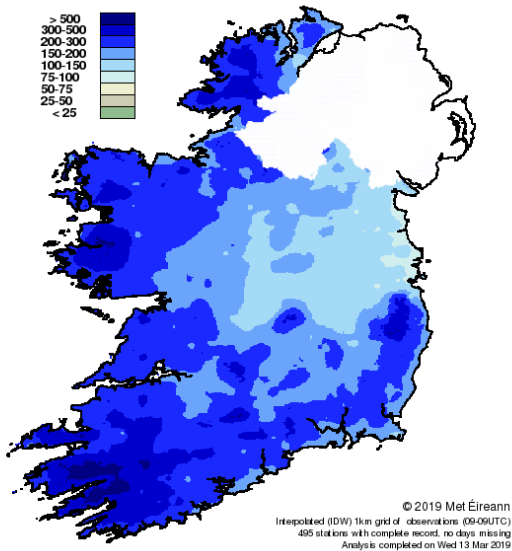 > 500
300-500
200-300
150-200
100-150
75-100
50-75
25-50
< 25
© 2019 Met Éireann
Interpolated (IDW) 1km grid of observations (09-09UTC)
495 stations with complete record, no days missing
Analysis completed on Wed 13 Mar 2019